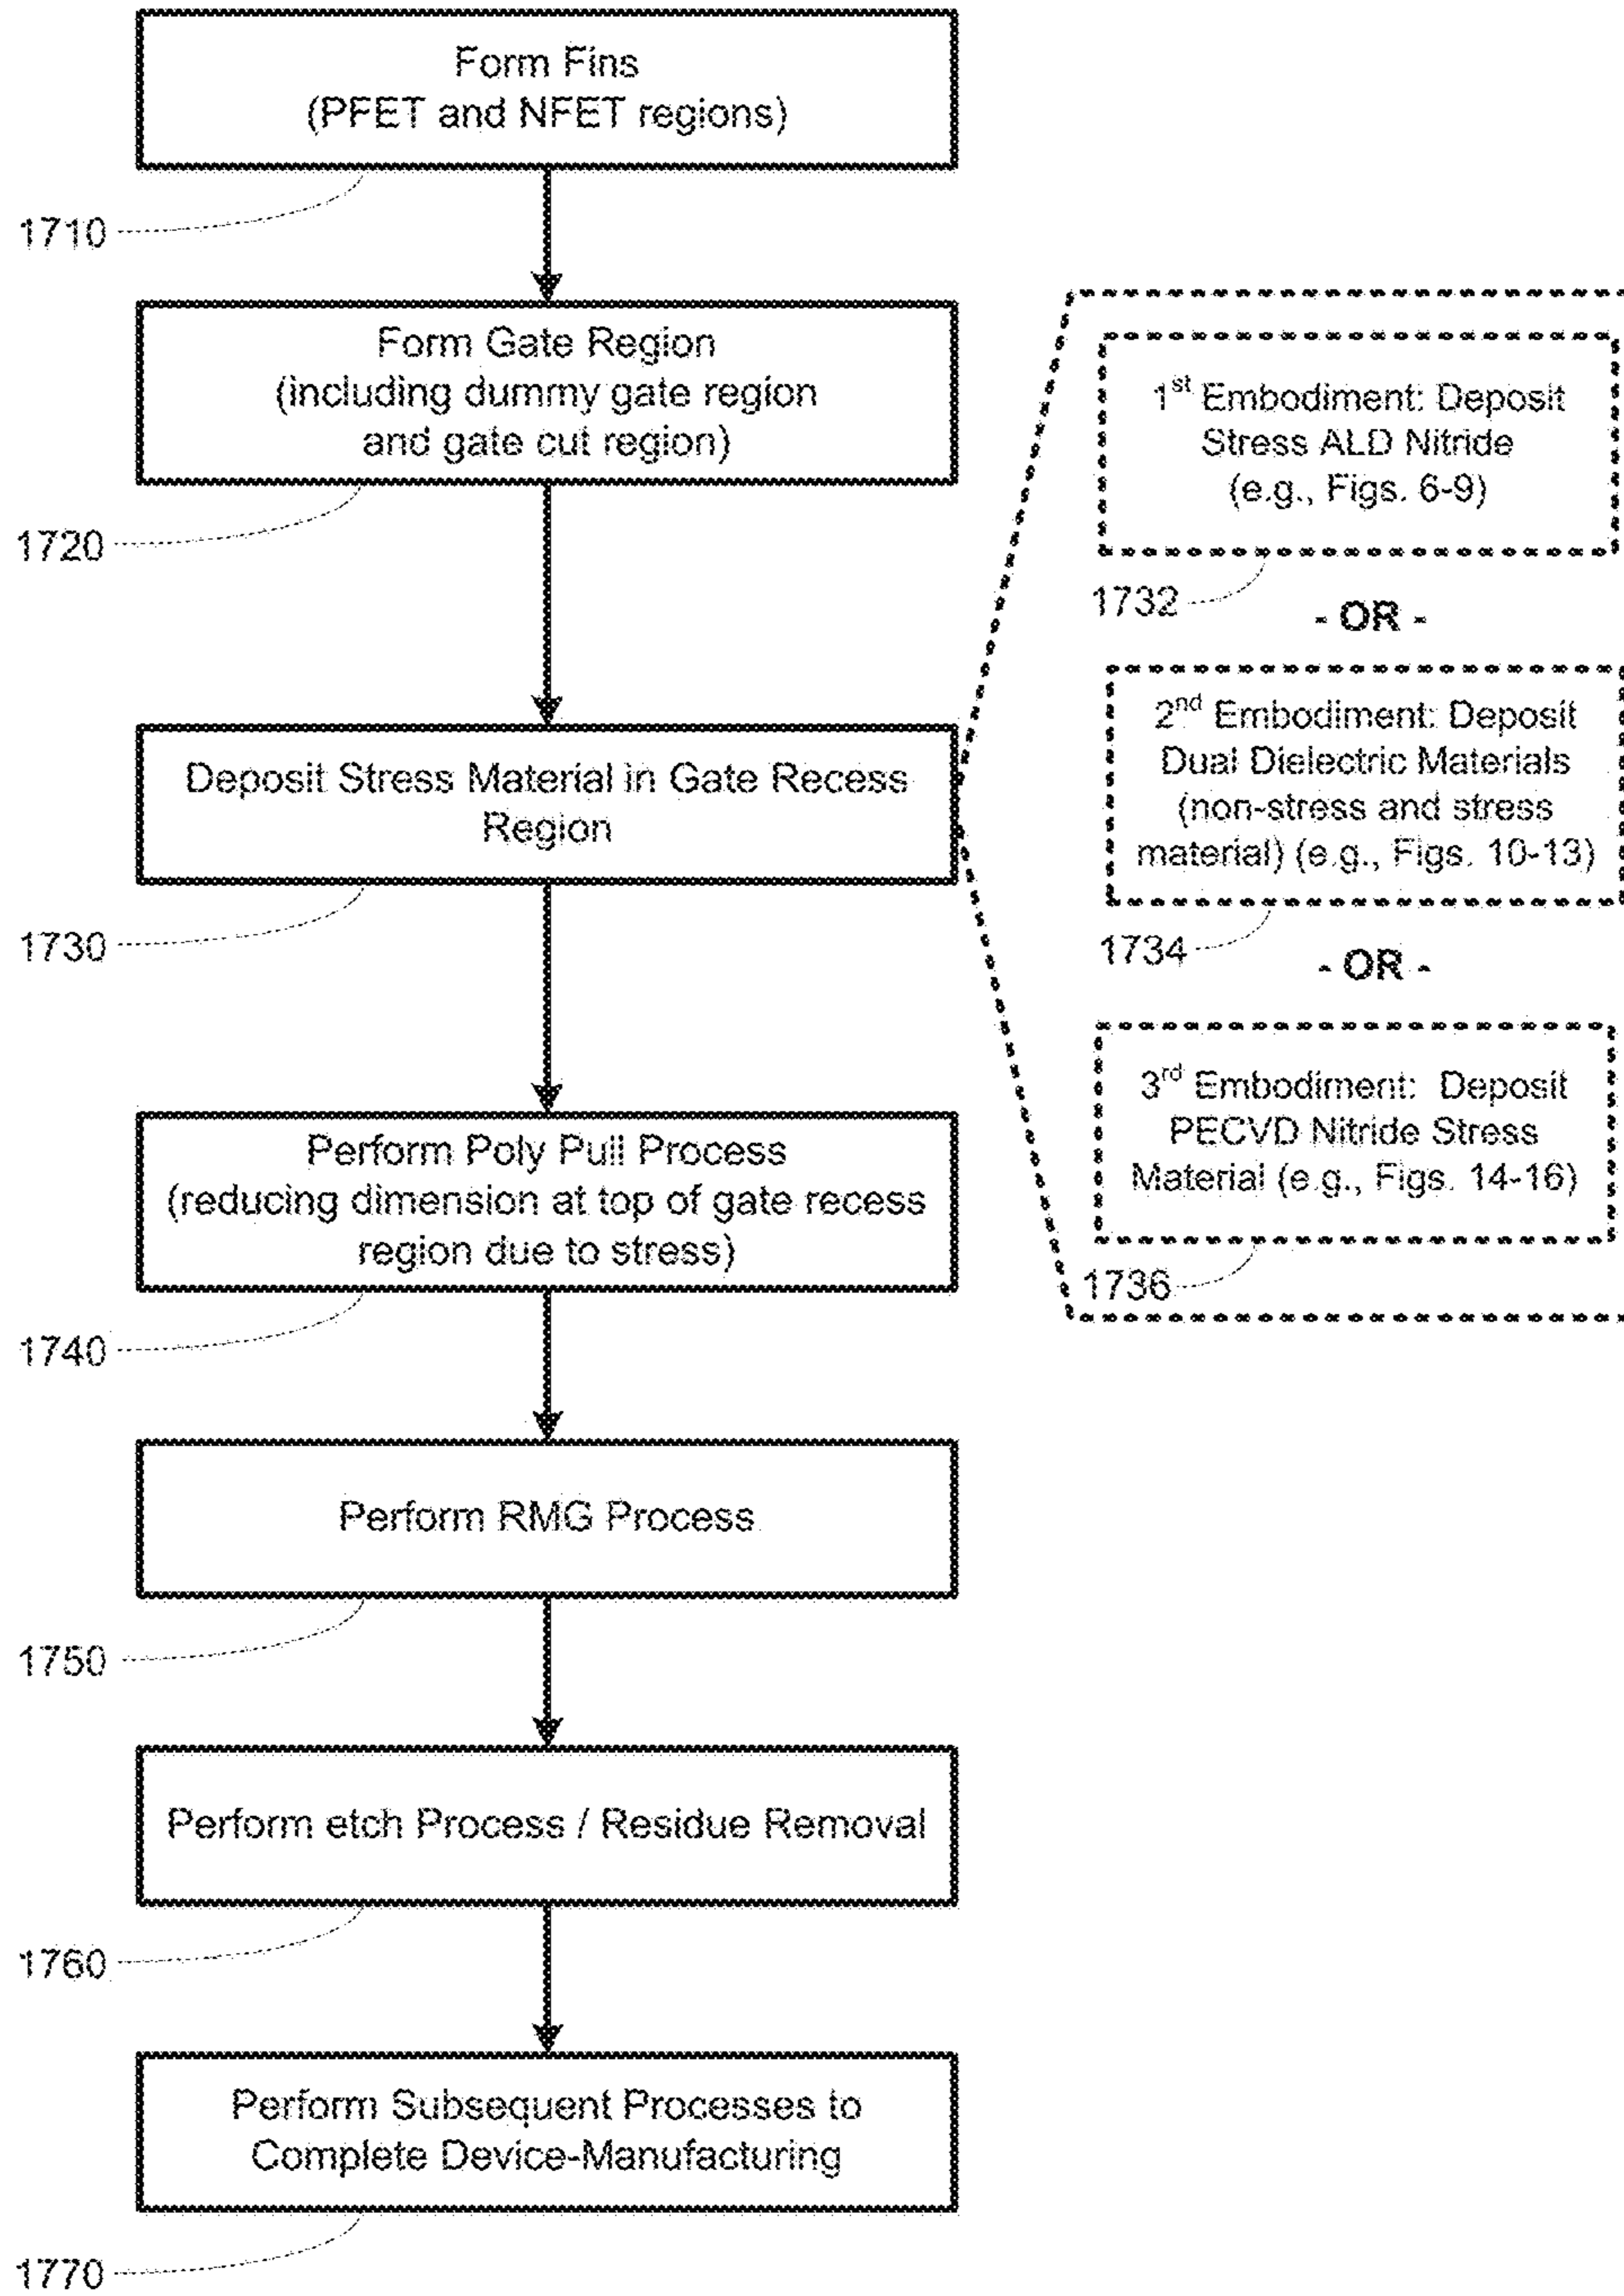 Form Fins
(PFET and NFET regions)
1710
Form Gate Region
(including dummy gate region
and gate cut region)
1720
Deposit Stress Material in Gate Recess
Region
1730
1st Embodiment: Deposit
Stress ALD Nitride
(e.g., Figs. 6-9)
1732
- OR -
2nd Embodiment: Deposit
Dual Dielectric Materials
(non-stress and stress
material) (e.g., Figs. 10-13)
1734
- OR -
3rd Embodiment: Deposit
PECVD Nitride Stress
Material (e.g., Figs. 14-16)
1736
Perform Poly Pull Process
(reducing dimension at top of gate recess
region due to stress)
1740
Perform RMG Process
1750
Perform etch Process / Residue Removal
1760
Perform Subsequent Processes to
Complete Device-Manufacturing
1770